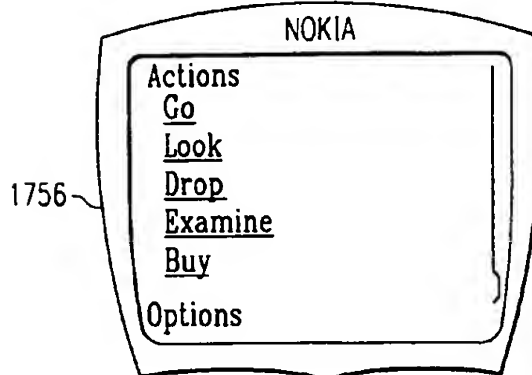 NOKIA
Actions
Go
Look
Drop
Examine
Buy
1756
Options